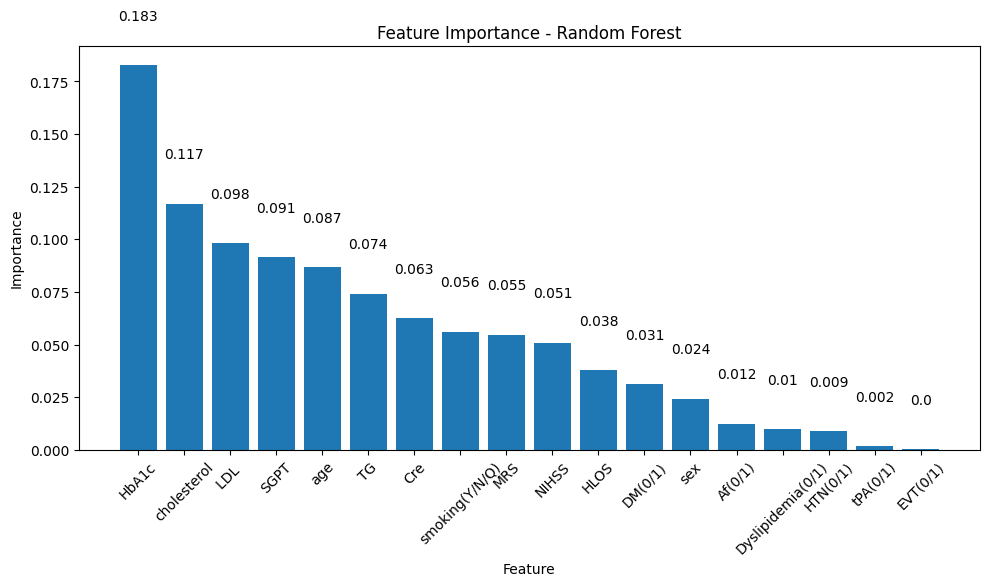 Feature Importance - Random Forest
Importance
0.175
0.150
0.125
0.100
0.075
0.050
0.025
0.000
0.183
0.117
0.098
0.091
0.087
0.074
0.063
0.056
0.055
0.051
0.038
0.031
0.024
0.012
0.01
0.009
0.002
0.0
HbA1c
cholesterol
LDL
SGPT
age
TG
Cre
smoking(Y/N/Q)
MRS
NIHSS
HLOS
DM(0/1)
sex
Af(0/1)
Dyslipidemia(0/1)
HTN(0/1)
tPA(0/1)
EVT(0/1)
Feature